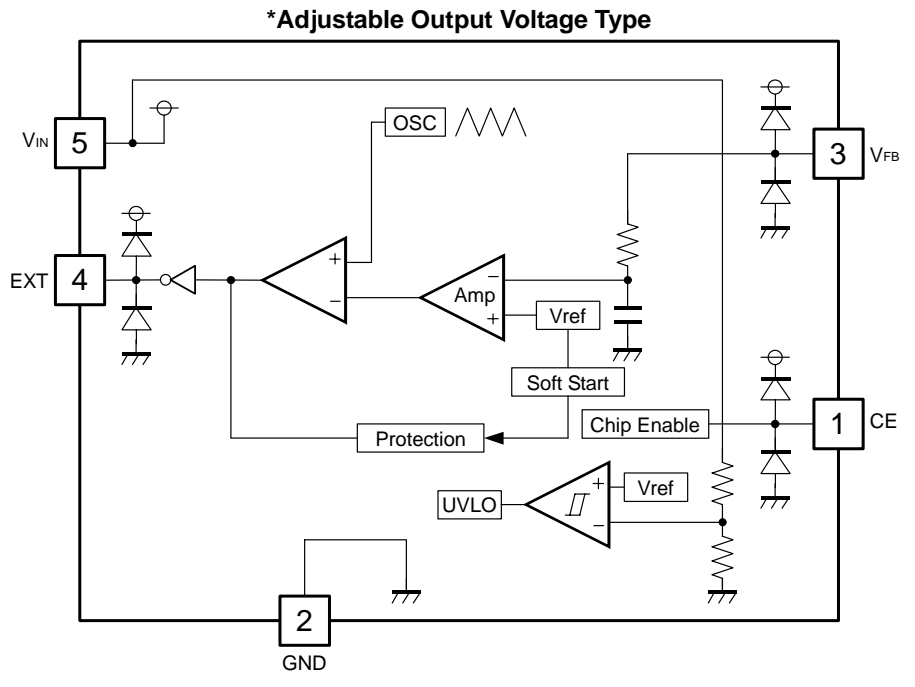 *Adjustable Output Voltage Type
OSC
VIN
5
3
VFB
EXT
4
+
−
−
Amp
+
Vref
Soft Start
Chip Enable
1
CE
Protection
+
Vref
UVLO
−
2
GND